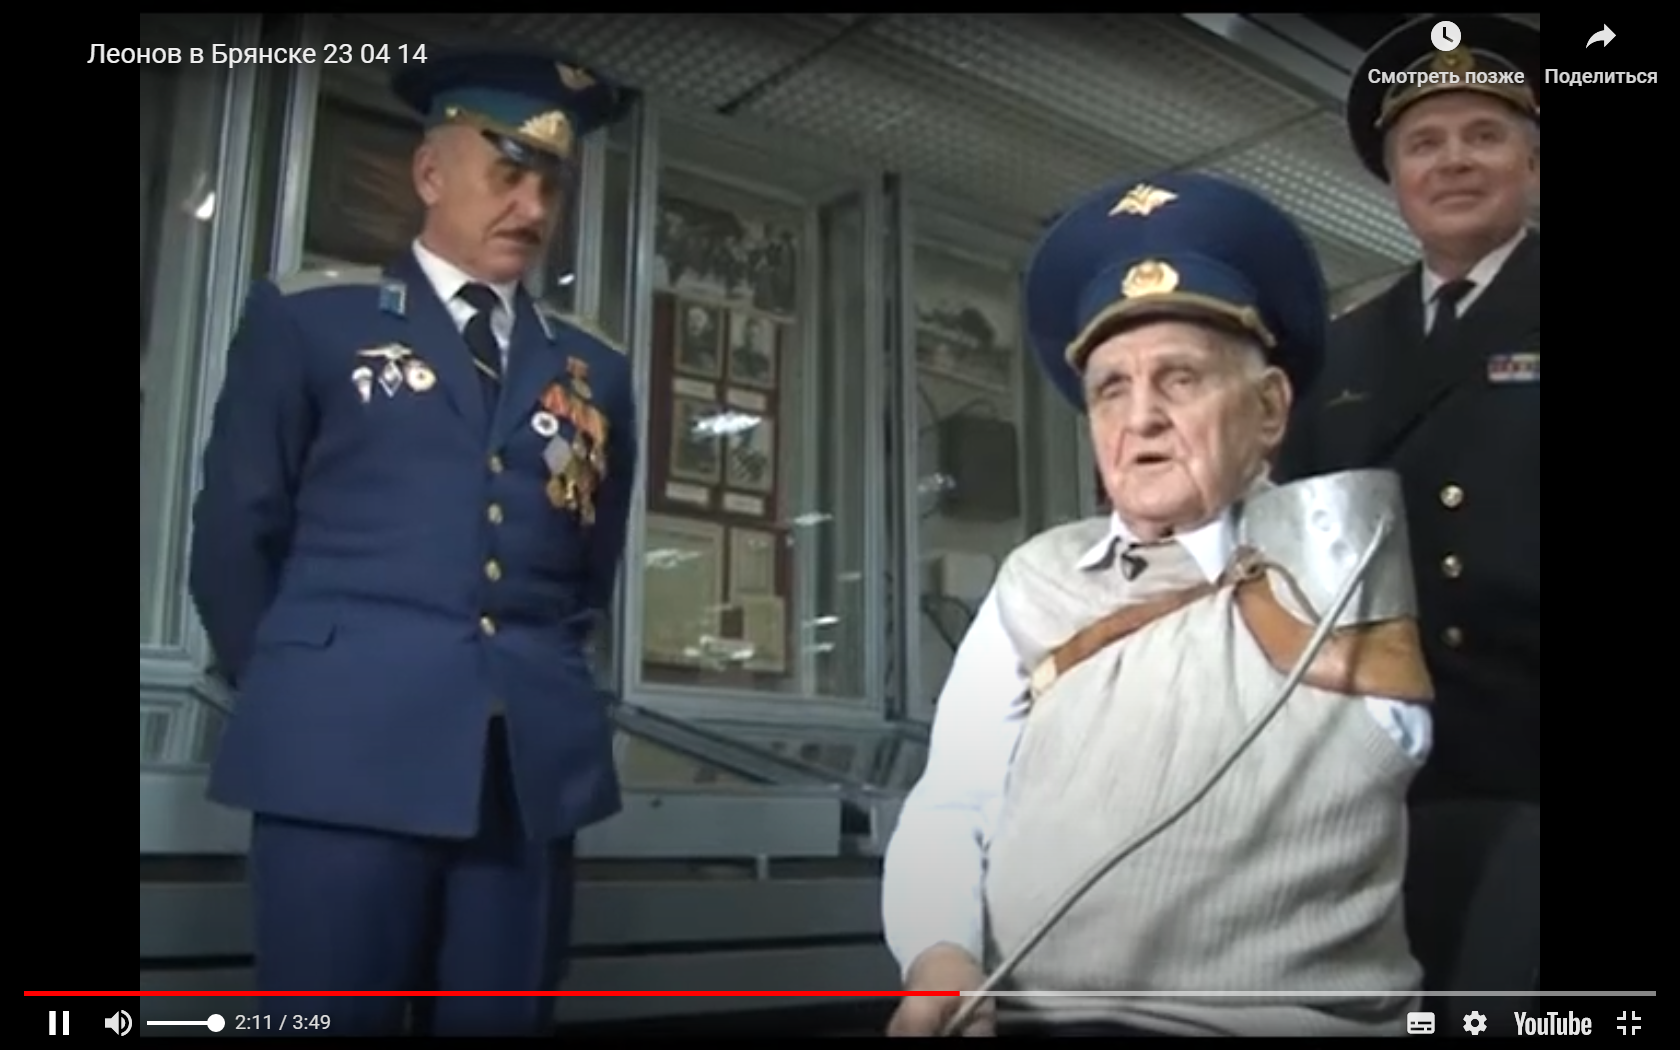 Леонов в Брянске 23 04 14
Смотреть позже
Поделиться
2:11 / 3:49
YouTube